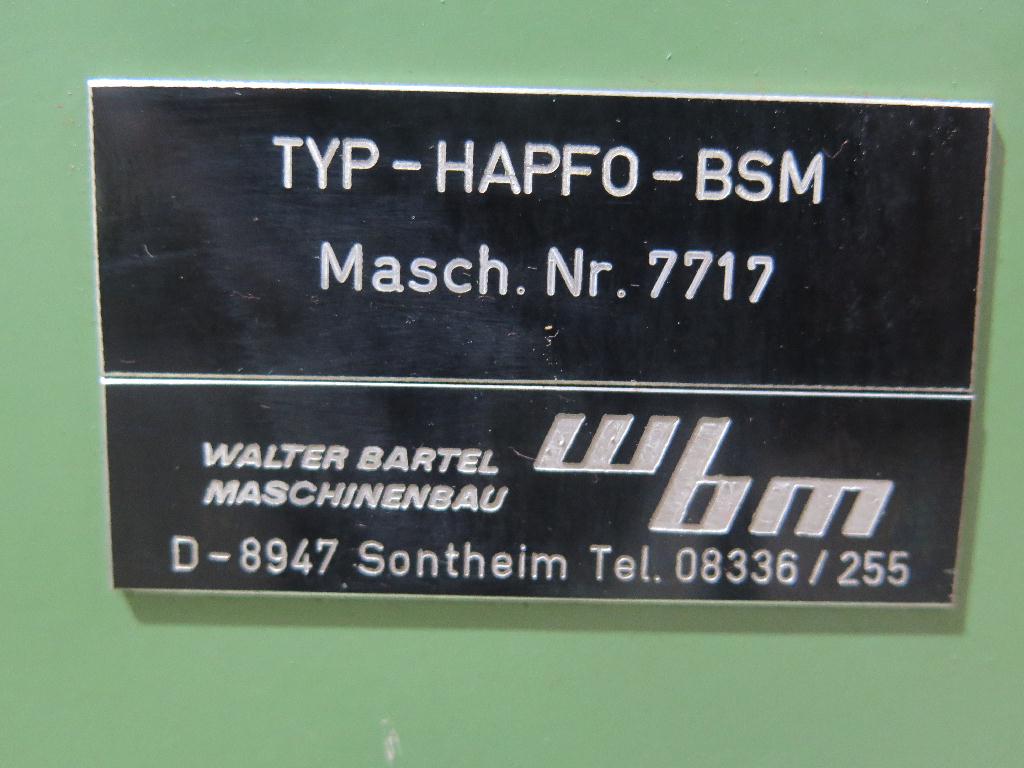 TYP-HAPFO-BSM
Masch. Nr. 7717
WALTER BARTEL
MASCHINENBAU
wbm
D-8947 Sontheim Tel. 08336/255